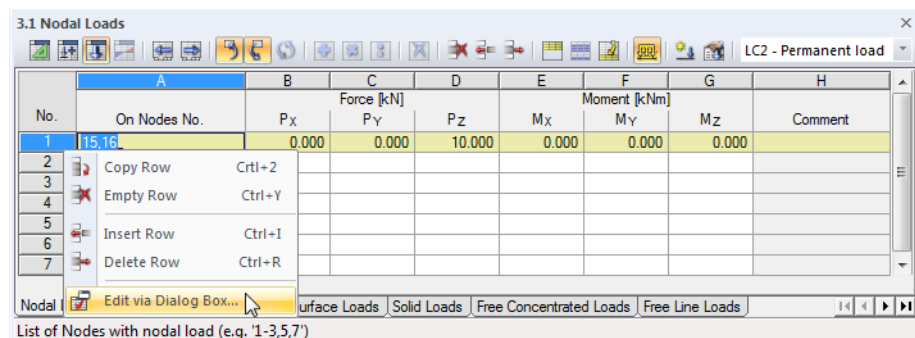 3.1 Nodal Loads
LC2 - Permanent load
A B C D E F G H
Force [kN] Moment [kNm]
No. On Nodes No. PX PY PZ MX MY MZ Comment
1 15,16 0.000 0.000 10.000 0.000 0.000 0.000
2 Copy Row Crtl+2
3
4 Empty Row Ctrl+Y
5
6 Insert Row Ctrl+I
7 Delete Row Ctrl+R
Edit via Dialog Box...
Nodal urface Loads Solid Loads Free Concentrated Loads Free Line Loads
List of Nodes with nodal load (e.g. '1-3,5,7')